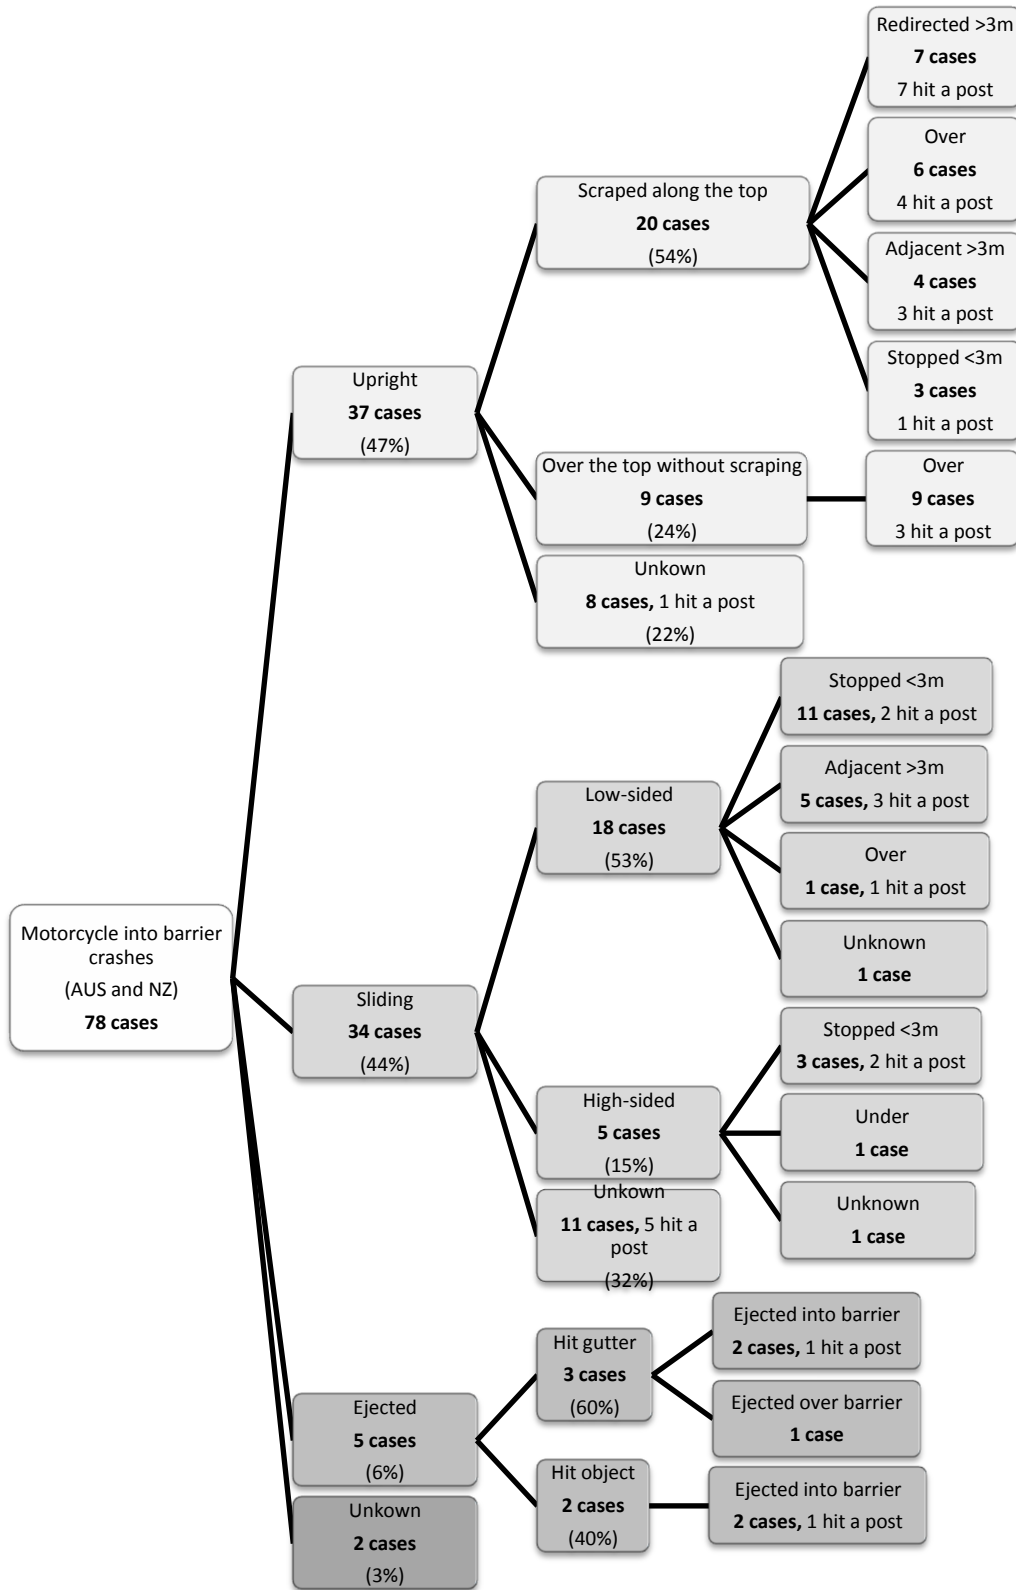 Motorcycle into barrier
crashes
(AUS and NZ)
78 cases
Upright
37 cases
(47%)
Scraped along the top
20 cases
(54%)
Redirected >3m
7 cases
7 hit a post
Over
6 cases
4 hit a post
Adjacent >3m
4 cases
3 hit a post
Stopped <3m
3 cases
1 hit a post
Over the top without scraping
9 cases
(24%)
Over
9 cases
3 hit a post
Unkown
8 cases, 1 hit a post
(22%)
Sliding
34 cases
(44%)
Low-sided
18 cases
(53%)
Stopped <3m
11 cases, 2 hit a post
Adjacent >3m
5 cases, 3 hit a post
Over
1 case, 1 hit a post
Unknown
1 case
High-sided
5 cases
(15%)
Stopped <3m
3 cases, 2 hit a post
Under
1 case
Unknown
1 case
Unkown
11 cases, 5 hit a
post
(32%)
Ejected
5 cases
(6%)
Hit gutter
3 cases
(60%)
Ejected into barrier
2 cases, 1 hit a post
Ejected over barrier
1 case
Hit object
2 cases
(40%)
Ejected into barrier
2 cases, 1 hit a post
Unkown
2 cases
(3%)